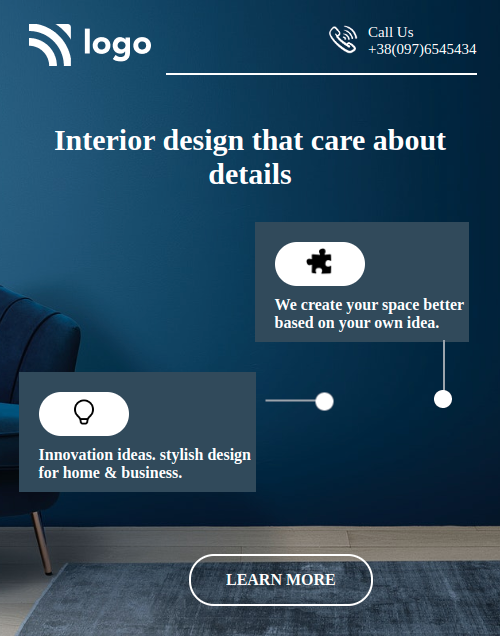 logo
Call Us
+38(097)6545434
Interior design that care about
details
We create your space better
based on your own idea.
Innovation ideas. stylish design
for home & business.
LEARN MORE